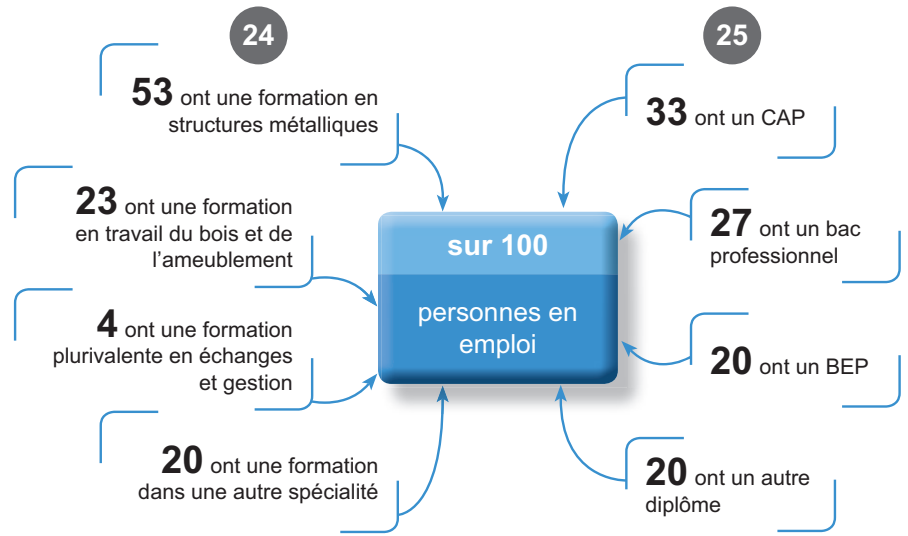 24
53 ont une formation en
structures métalliques
23 ont une formation
en travail du bois et de
l'ameublement
4 ont une formation
plurivalente en échanges
et gestion
20 ont une formation
dans une autre spécialité
sur 100
personnes en
emploi
25
33 ont un CAP
27 ont un bac
professionnel
20 ont un BEP
20 ont un autre
diplôme